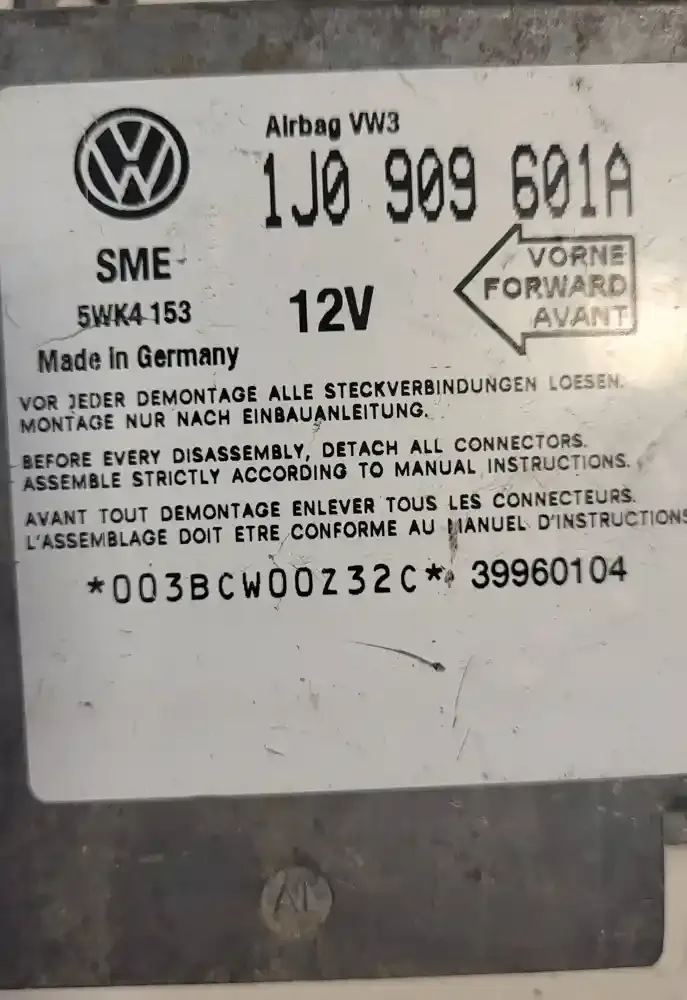 Airbag VW3
1J0 909 601A
SME
5WK4 153
12V
VORNE
FORWARD
AVANT
Made in Germany
VOR JEDER DEMONTAGE ALLE STECKVERBINDUNGEN LOESEN.
MONTAGE NUR NACH EINBAUANLEITUNG.
BEFORE EVERY DISASSEMBLY, DETACH ALL CONNECTORS.
ASSEMBLE STRICTLY ACCORDING TO MANUAL INSTRUCTIONS.
AVANT TOUT DEMONTAGE ENLEVER TOUS LES CONNECTEURS.
L'ASSEMBLAGE DOIT ETRE CONFORME AU MANUEL D'INSTRUCTIONS
*003BCW00Z32C* 39960104